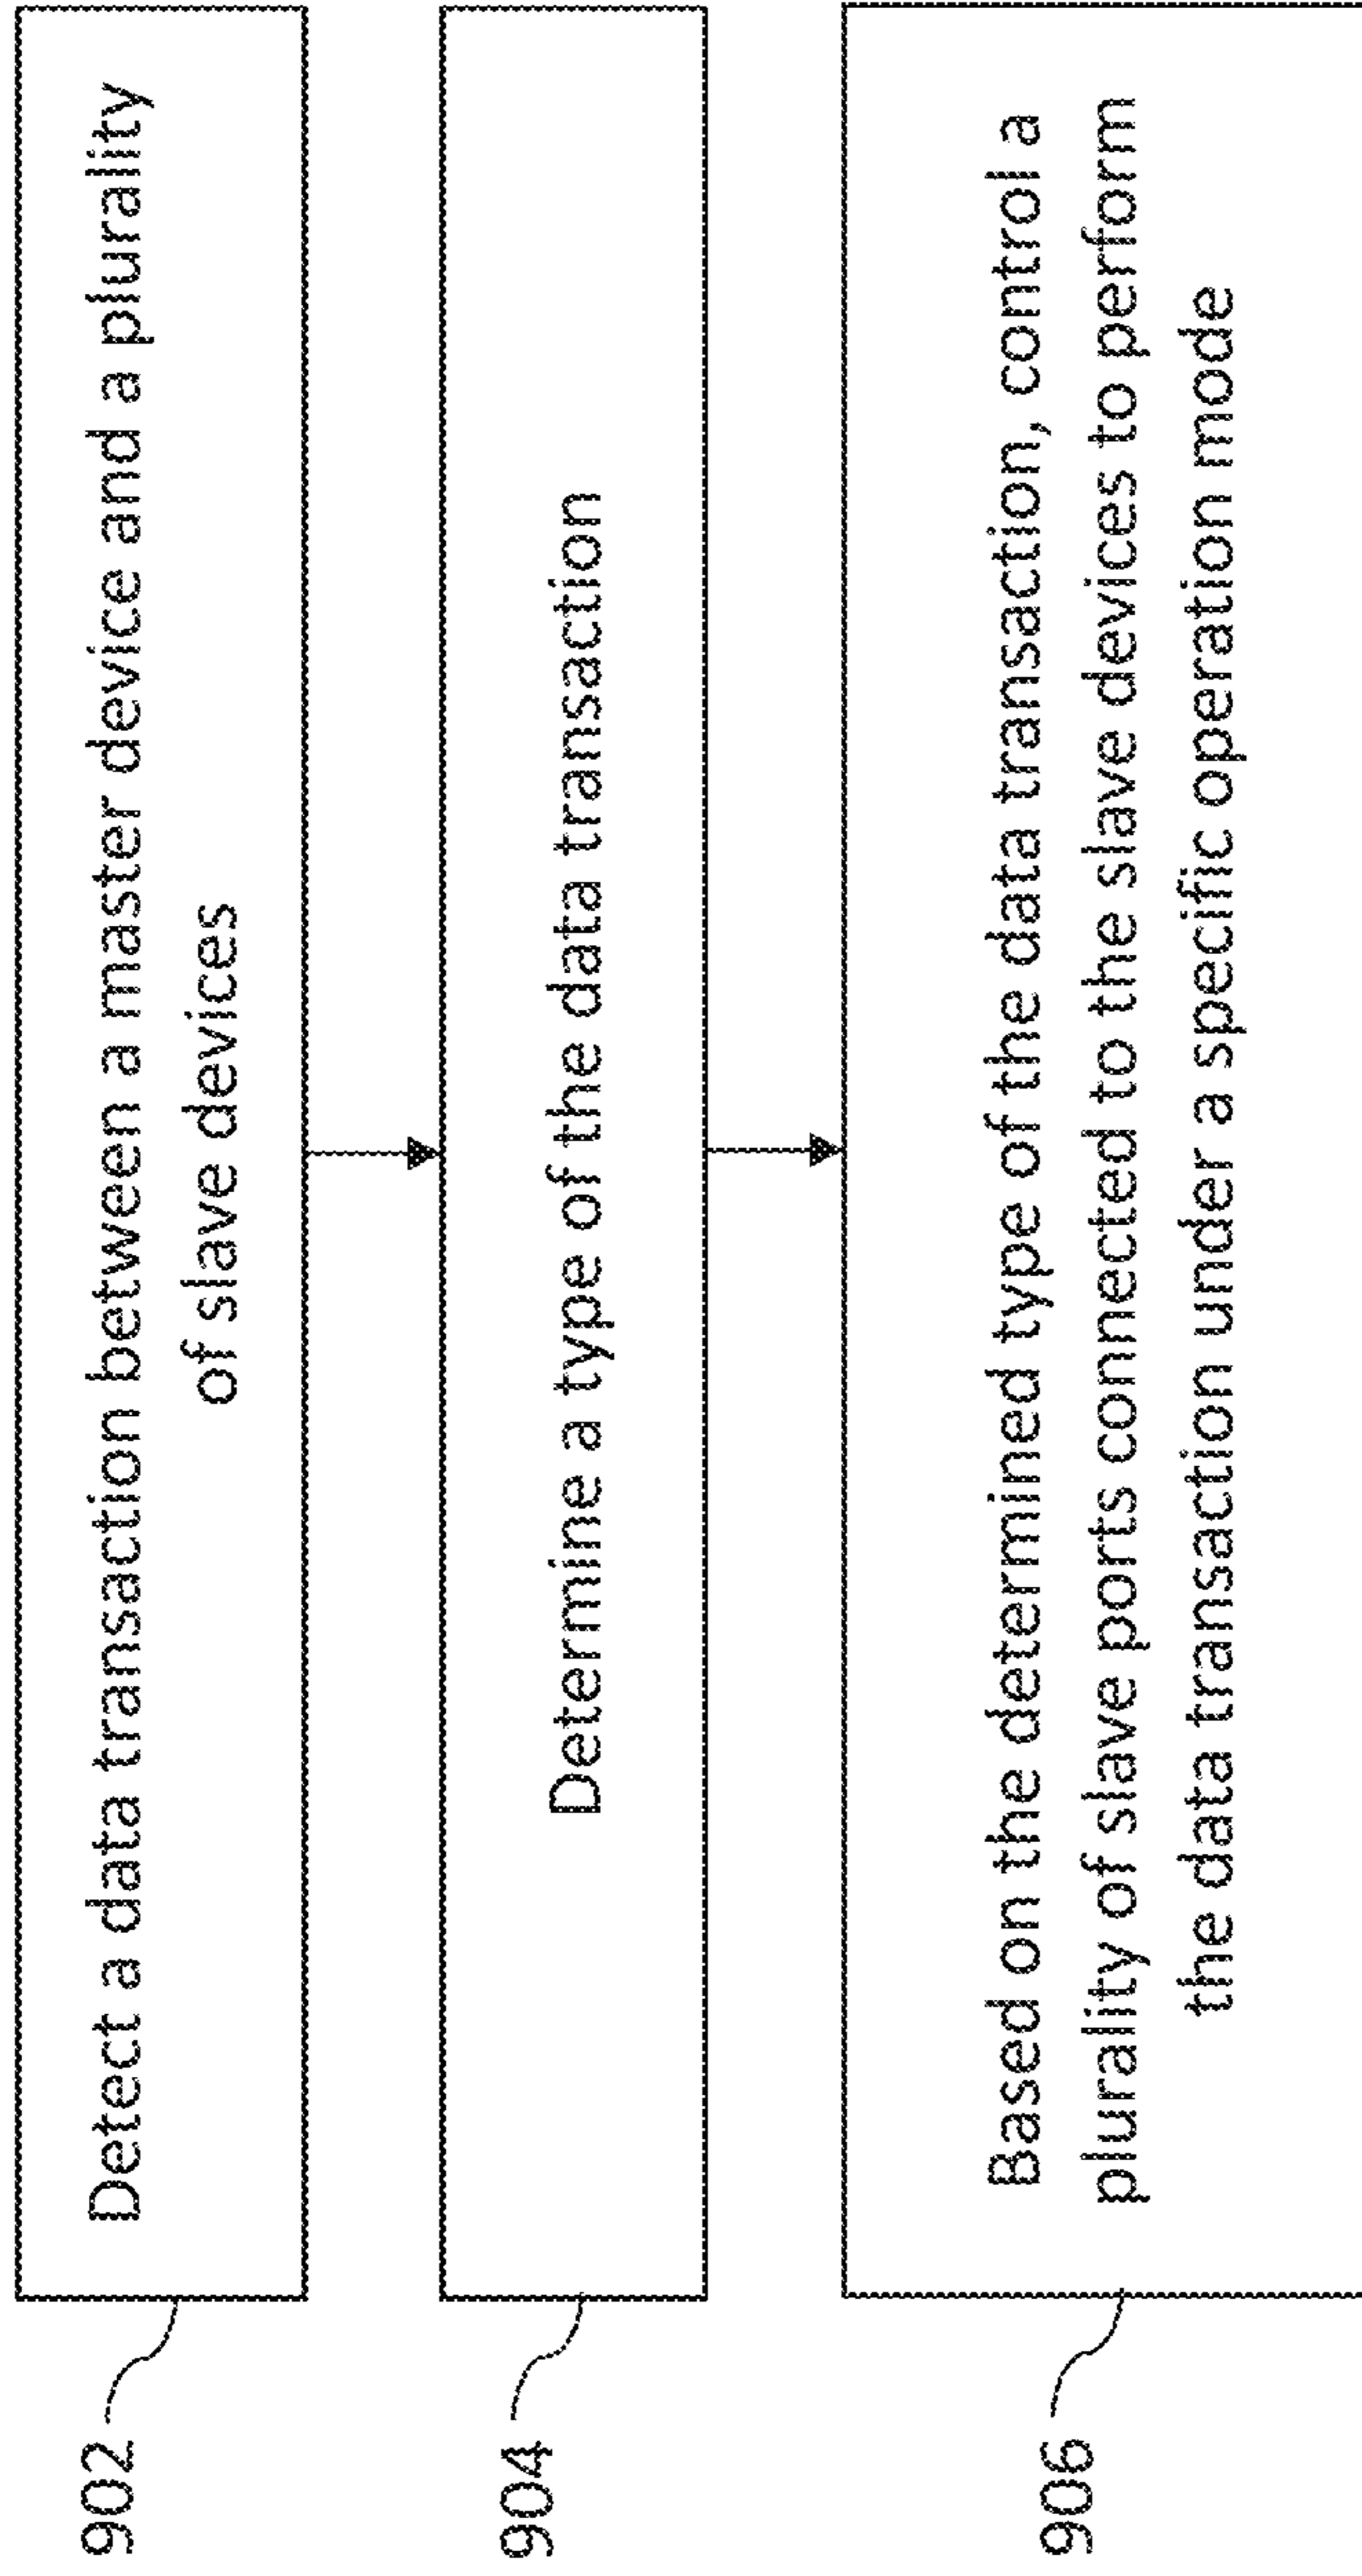 902
Detect a data transaction between a master device and a plurality
of slave devices
904
Determine a type of the data transaction
906
Based on the determined type of the data transaction, control a
plurality of slave ports connected to the slave devices to perform
the data transaction under a specific operation mode